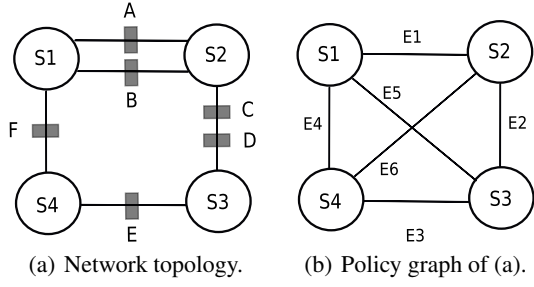 A
S1
S2
B
C
F
D
S4
S3
E
(a) Network topology.
S1
E1
S2
E5
E4
E2
E6
S4
S3
E3
(b) Policy graph of (a).